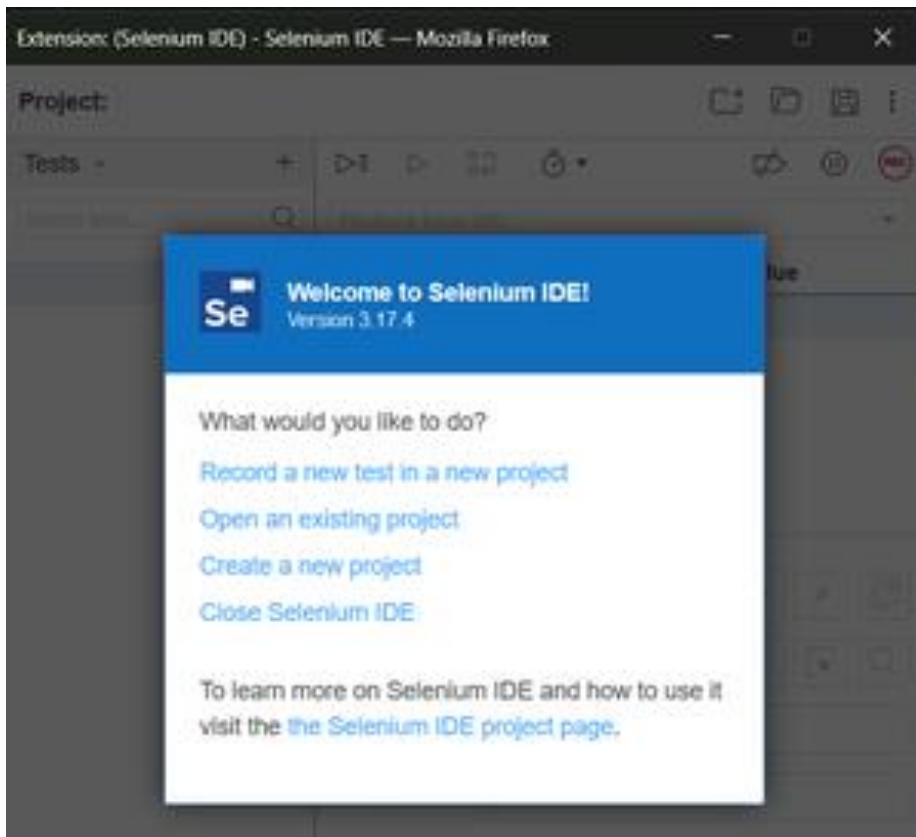 Extension: (Selenium IDE) - Selenium IDE — Mozilla Firefox
Project:
Tests
REC
lue
Se
Welcome to Selenium IDE!
Version 3.17.4
What would you like to do?
Record a new test in a new project
Open an existing project
Create a new project
Close Selenium IDE
To learn more on Selenium IDE and how to use it
visit the the Selenium IDE project page.